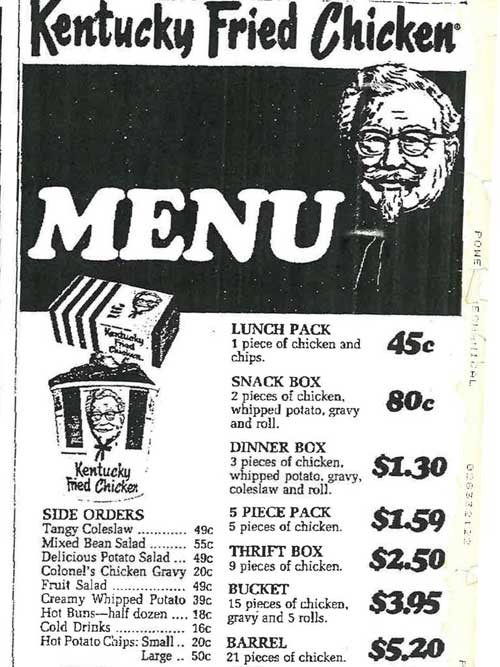 Kentucky Fried Chicken®
MENU
LUNCH PACK
1 piece of chicken and
chips.
45c
SNACK BOX
2 pieces of chicken,
whipped potato, gravy
and roll.
80c
DINNER BOX
3 pieces of chicken,
whipped potato, gravy,
coleslaw and roll.
$1.30
5 PIECE PACK
5 pieces of chicken.
$1.59
THRIFT BOX
9 pieces of chicken.
$2.50
BUCKET
15 pieces of chicken,
gravy and 5 rolls.
$3.95
BARREL
21 pieces of chicken.
$5.20
Kentucky
Fried
Chicken
Kentucky
Fried Chicken
SIDE ORDERS
Tangy Coleslaw ............ 49c
Mixed Bean Salad ......... 55c
Delicious Potato Salad ... 49c
Colonel's Chicken Gravy 20c
Fruit Salad .................. 49c
Creamy Whipped Potato 39c
Hot Buns—half dozen .... 18c
Cold Drinks ................. 16c
Hot Potato Chips: Small .. 20c
Large .. 50c